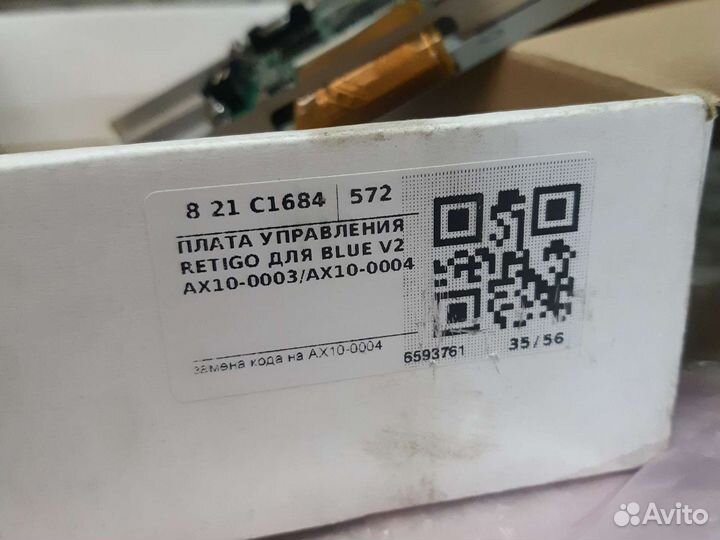 8 21 C1684 572
ПЛАТА УПРАВЛЕНИЯ
RETIGO ДЛЯ BLUE V2
AX10-0003/AX10-0004
замена кода на AX10-0004
6593761 35/56
Avito